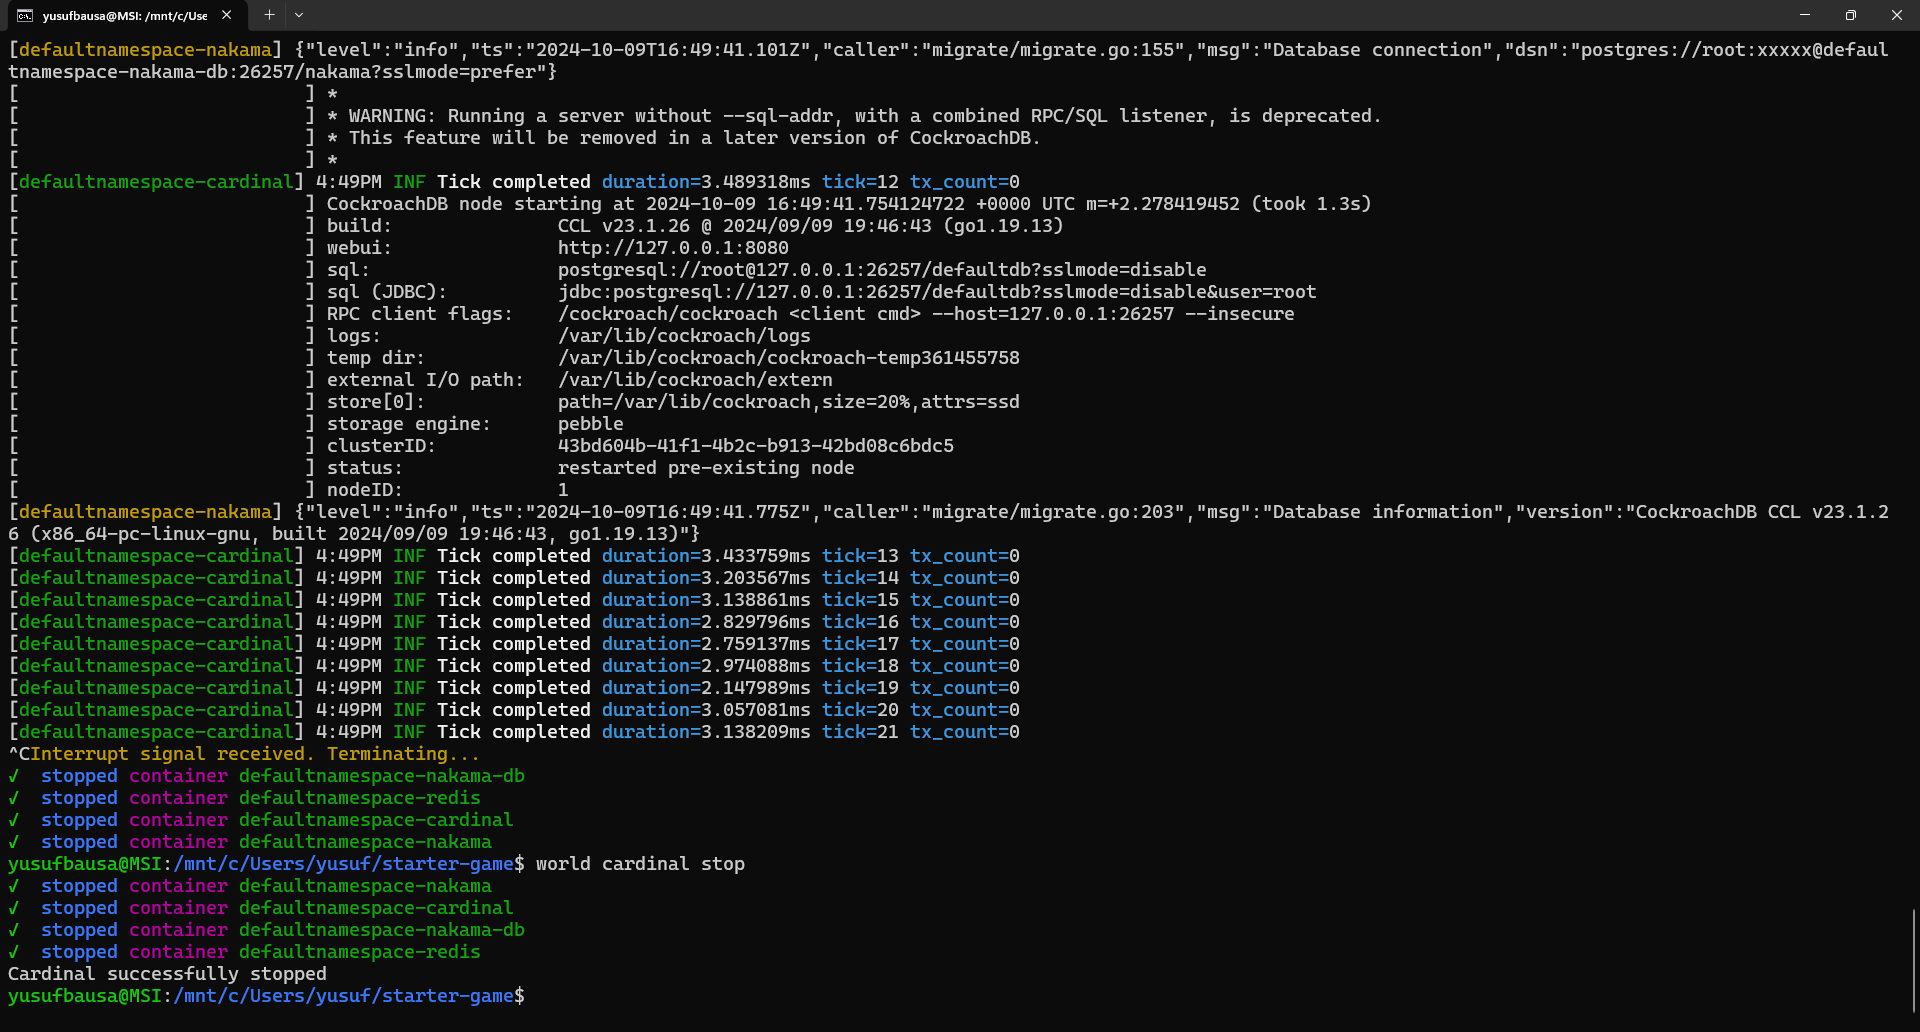 yusufbausa@MSI: /mnt/c/Use
[defaultnamespace-nakama] {"level":"info","ts":"2024-10-09T16:49:41.101Z","caller":"migrate/migrate.go:155","msg":"Database connection","dsn":"postgres://root:xxxxx@defaul
tnamespace-nakama-db:26257/nakama?sslmode=prefer"}
[                          ] *
[                          ] * WARNING: Running a server without --sql-addr, with a combined RPC/SQL listener, is deprecated.
[                          ] * This feature will be removed in a later version of CockroachDB.
[                          ] *
[defaultnamespace-cardinal] 4:49PM INF Tick completed duration=3.489318ms tick=12 tx_count=0
[                          ] CockroachDB node starting at 2024-10-09 16:49:41.754124722 +0000 UTC m=+2.278419452 (took 1.3s)
[                          ] build:               CCL v23.1.26 @ 2024/09/09 19:46:43 (go1.19.13)
[                          ] webui:               http://127.0.0.1:8080
[                          ] sql:                 postgresql://root@127.0.0.1:26257/defaultdb?sslmode=disable
[                          ] sql (JDBC):          jdbc:postgresql://127.0.0.1:26257/defaultdb?sslmode=disable&user=root
[                          ] RPC client flags:    /cockroach/cockroach <client cmd> --host=127.0.0.1:26257 --insecure
[                          ] logs:                /var/lib/cockroach/logs
[                          ] temp dir:            /var/lib/cockroach/cockroach-temp361455758
[                          ] external I/O path:   /var/lib/cockroach/extern
[                          ] store[0]:            path=/var/lib/cockroach,size=20%,attrs=ssd
[                          ] storage engine:      pebble
[                          ] clusterID:           43bd604b-41f1-4b2c-b913-42bd08c6bdc5
[                          ] status:              restarted pre-existing node
[                          ] nodeID:              1
[defaultnamespace-nakama] {"level":"info","ts":"2024-10-09T16:49:41.775Z","caller":"migrate/migrate.go:203","msg":"Database information","version":"CockroachDB CCL v23.1.2
6 (x86_64-pc-linux-gnu, built 2024/09/09 19:46:43, go1.19.13)"}
[defaultnamespace-cardinal] 4:49PM INF Tick completed duration=3.433759ms tick=13 tx_count=0
[defaultnamespace-cardinal] 4:49PM INF Tick completed duration=3.203567ms tick=14 tx_count=0
[defaultnamespace-cardinal] 4:49PM INF Tick completed duration=3.138861ms tick=15 tx_count=0
[defaultnamespace-cardinal] 4:49PM INF Tick completed duration=2.829796ms tick=16 tx_count=0
[defaultnamespace-cardinal] 4:49PM INF Tick completed duration=2.759137ms tick=17 tx_count=0
[defaultnamespace-cardinal] 4:49PM INF Tick completed duration=2.974088ms tick=18 tx_count=0
[defaultnamespace-cardinal] 4:49PM INF Tick completed duration=2.147989ms tick=19 tx_count=0
[defaultnamespace-cardinal] 4:49PM INF Tick completed duration=3.057081ms tick=20 tx_count=0
[defaultnamespace-cardinal] 4:49PM INF Tick completed duration=3.138209ms tick=21 tx_count=0
^CInterrupt signal received. Terminating...
✓  stopped container defaultnamespace-nakama-db
✓  stopped container defaultnamespace-redis
✓  stopped container defaultnamespace-cardinal
✓  stopped container defaultnamespace-nakama
yusufbausa@MSI:/mnt/c/Users/yusuf/starter-game$ world cardinal stop
✓  stopped container defaultnamespace-nakama
✓  stopped container defaultnamespace-cardinal
✓  stopped container defaultnamespace-nakama-db
✓  stopped container defaultnamespace-redis
Cardinal successfully stopped
yusufbausa@MSI:/mnt/c/Users/yusuf/starter-game$